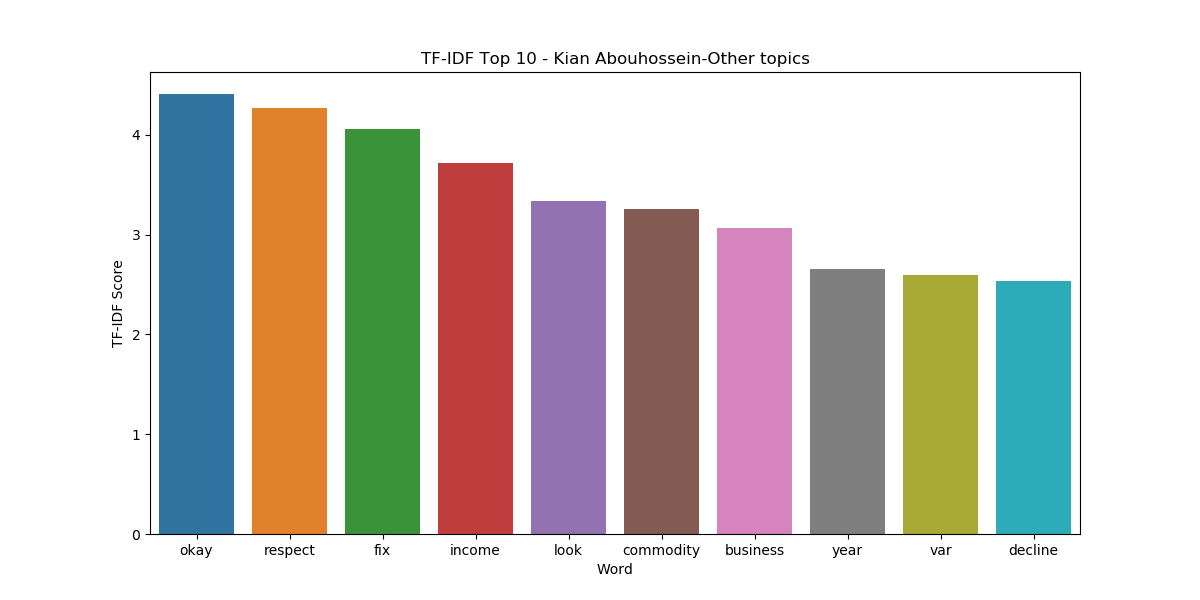 TF-IDF Top 10 - Kian Abouhossein-Other topics
TF-IDF Score
4
3
2
1
0
okay respect fix income look commodity business year var decline
Word